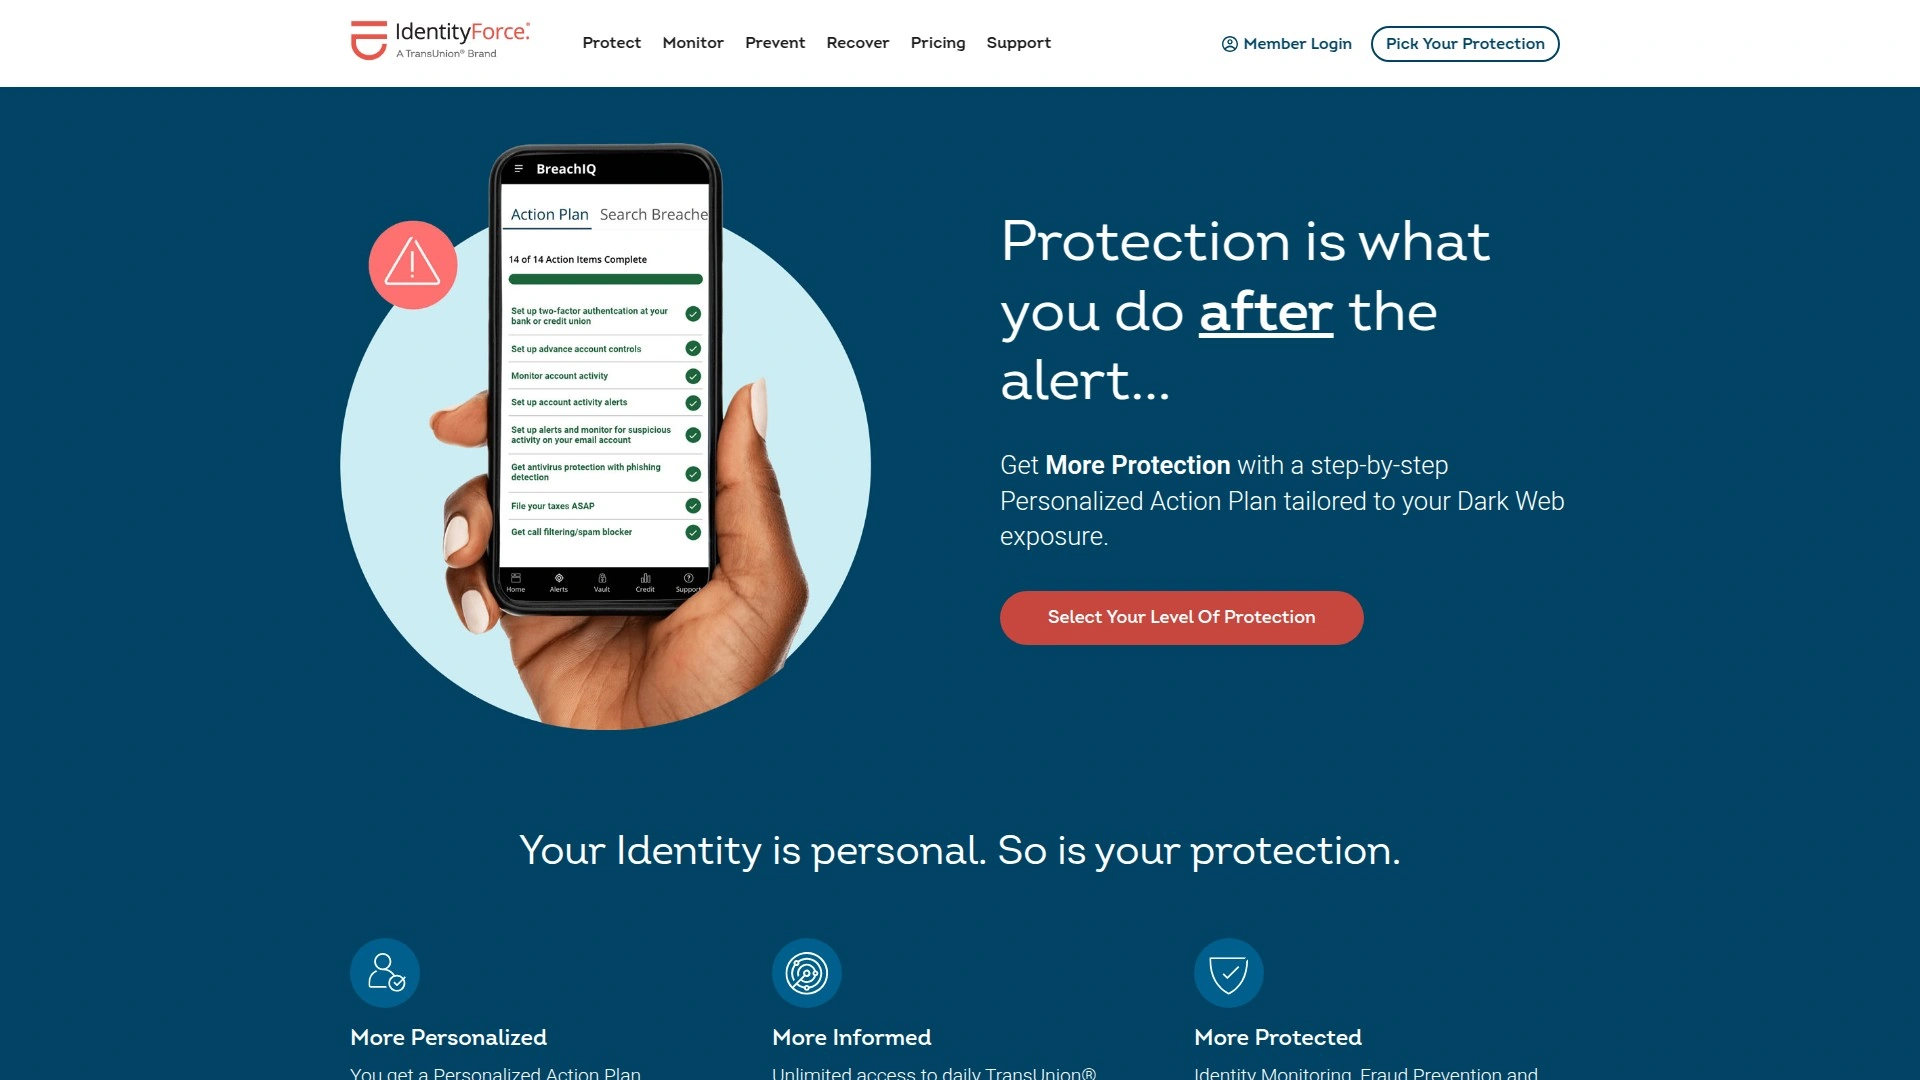 IdentityForce®
A TransUnion® Brand
Protect
Monitor
Prevent
Recover
Pricing
Support
Member Login
Pick Your Protection
BreachIQ
Action Plan
Search Breache
14 of 14 Action Items Complete
Set up two-factor authentcation at your
bank or credit union
Set up advance account controls
Monitor account activity
Set up account activity alerts
Set up alerts and monitor for suspicious
activity on your email account
Get antivirus protection with phishing
detection
File your taxes ASAP
Get call filtering/spam blocker
Home
Alerts
Vault
Credit
Support
Protection is what
you do after the
alert...
Get More Protection with a step-by-step
Personalized Action Plan tailored to your Dark Web
exposure.
Select Your Level Of Protection
Your Identity is personal. So is your protection.
More Personalized
You get a Personalized Action Plan
More Informed
Unlimited access to daily TransUnion®
More Protected
Identity Monitoring, Fraud Prevention and